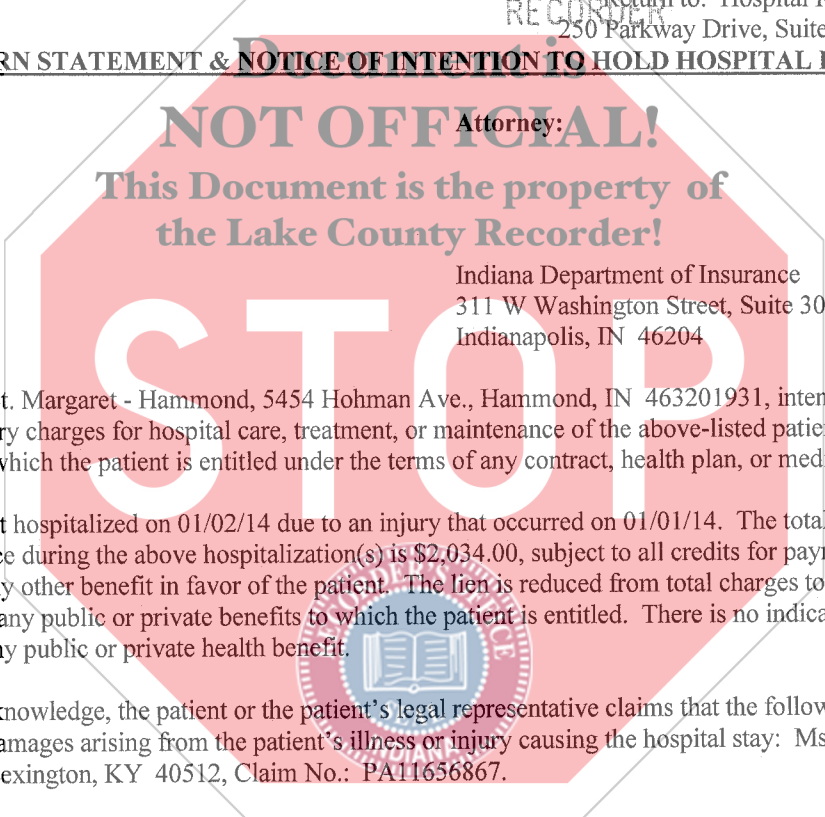 RECORDER
Return to: Hospital
250 Parkway Drive, Suite
RN STATEMENT & NOTICE OF INTENTION TO HOLD HOSPITAL
Document is
NOT OFFICIAL!
Attorney:
This Document is the property of
the Lake County Recorder!
Indiana Department of Insurance
311 W Washington Street, Suite 30
Indianapolis, IN 46204
STOP
t. Margaret - Hammond, 5454 Hohman Ave., Hammond, IN 463201931, inten
ry charges for hospital care, treatment, or maintenance of the above-listed patie
which the patient is entitled under the terms of any contract, health plan, or med
t hospitalized on 01/02/14 due to an injury that occurred on 01/01/14. The total
ce during the above hospitalization(s) is $2,034.00, subject to all credits for pay
y other benefit in favor of the patient. The lien is reduced from total charges to
any public or private benefits to which the patient is entitled. There is no indica
y public or private health benefit.
knowledge, the patient or the patient's legal representative claims that the follow
amages arising from the patient's illness or injury causing the hospital stay: Ms
exington, KY 40512, Claim No.: PA11656867.
INDIANA